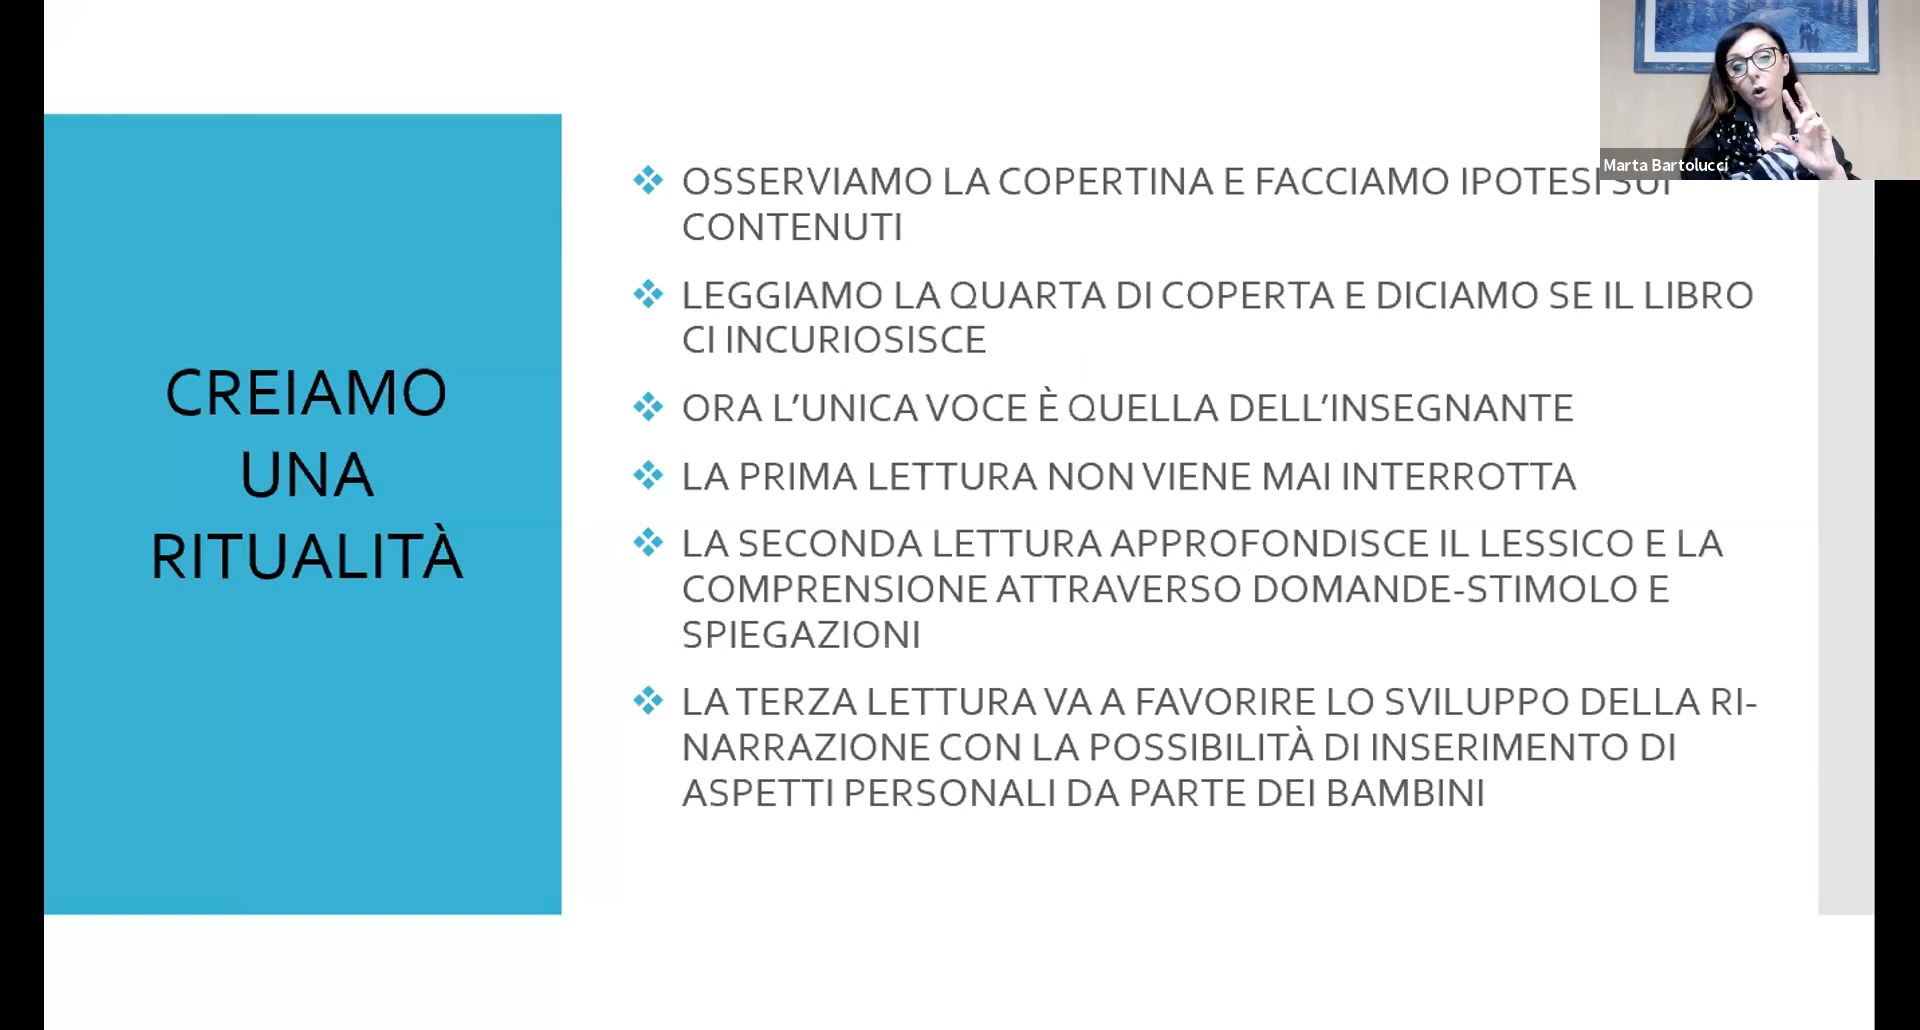 CREIAMO
UNA
RITUALITÀ
OSSERVIAMO LA COPERTINA E FACCIAMO IPOTESI SUI
CONTENUTI
LEGGIAMO LA QUARTA DI COPERTA E DICIAMO SE IL LIBRO
CI INCURIOSISCE
ORA L’UNICA VOCE È QUELLA DELL’INSEGNANTE
LA PRIMA LETTURA NON VIENE MAI INTERROTTA
LA SECONDA LETTURA APPROFONDISCE IL LESSICO E LA
COMPRENSIONE ATTRAVERSO DOMANDE-STIMOLO E
SPIEGAZIONI
LA TERZA LETTURA VA A FAVORIRE LO SVILUPPO DELLA RI-
NARRAZIONE CON LA POSSIBILITÀ DI INSERIMENTO DI
ASPETTI PERSONALI DA PARTE DEI BAMBINI
Marta Bartolucci